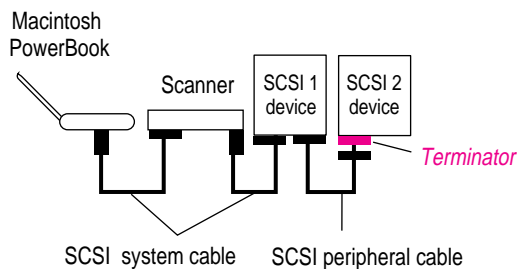 Macintosh
PowerBook
Scanner
SCSI 1
device
SCSI 2
device
Terminator
SCSI system cable
SCSI peripheral cable